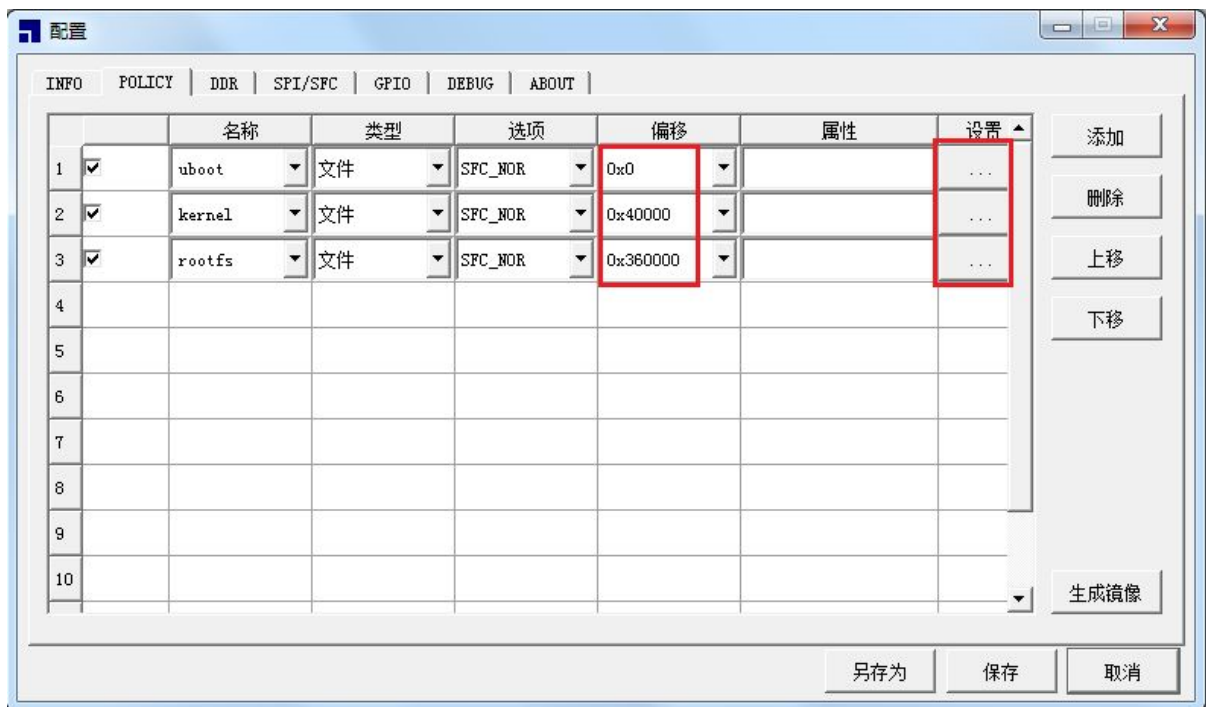 配置
INFO POLICY DDR SPI/SFC GPIO DEBUG ABOUT
名称 类型 选项 偏移 属性 设置 添加
1 uboot 文件 SFC_NOR 0x0 ...
2 kernel 文件 SFC_NOR 0x40000 ... 删除
3 rootfs 文件 SFC_NOR 0x360000 ... 上移
4 下移
5
6
7
8
9
10 生成镜像
另存为 保存 取消